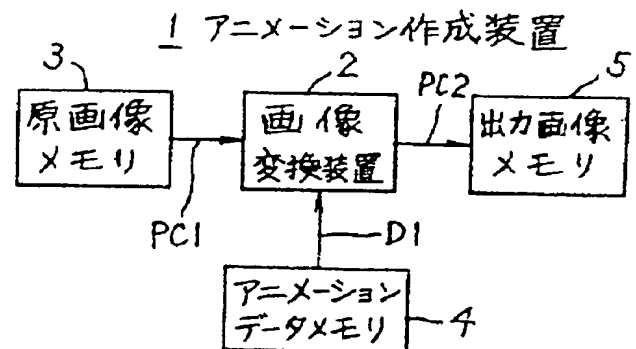 1 アニメーション作成装置
3
2
PC2
5
原画像
メモリ
画像
変換装置
出力画像
メモリ
PC1
D1
アニメーション
データメモリ
4